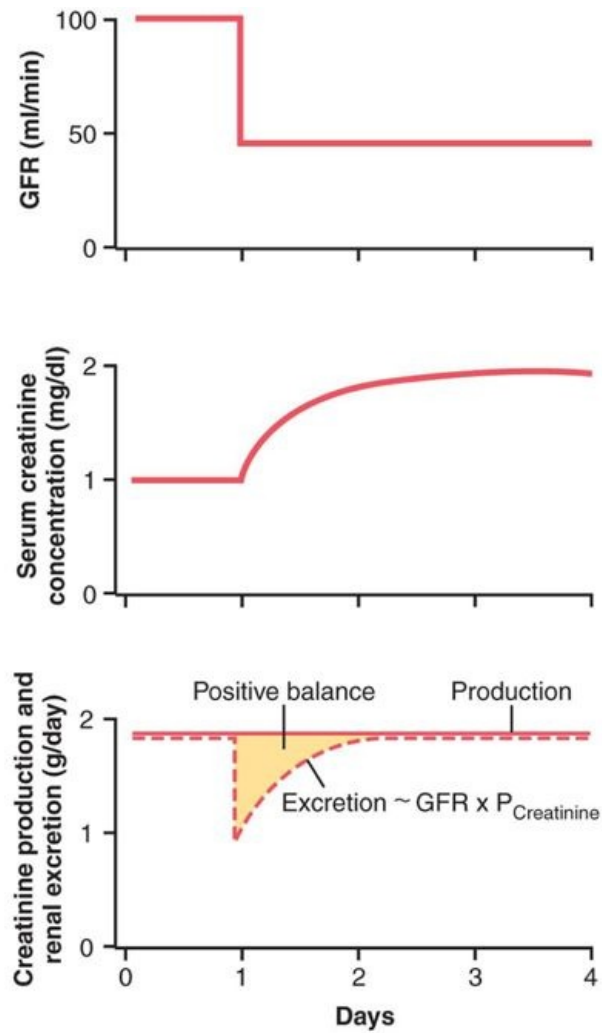 GFR (ml/min)
100
50
0
Serum creatinine
concentration (mg/dl)
2
1
0
Creatinine production and
renal excretion (g/day)
2
1
0
Positive balance
Production
Excretion ~ GFR x PCreatinine
0 1 2 3 4
Days